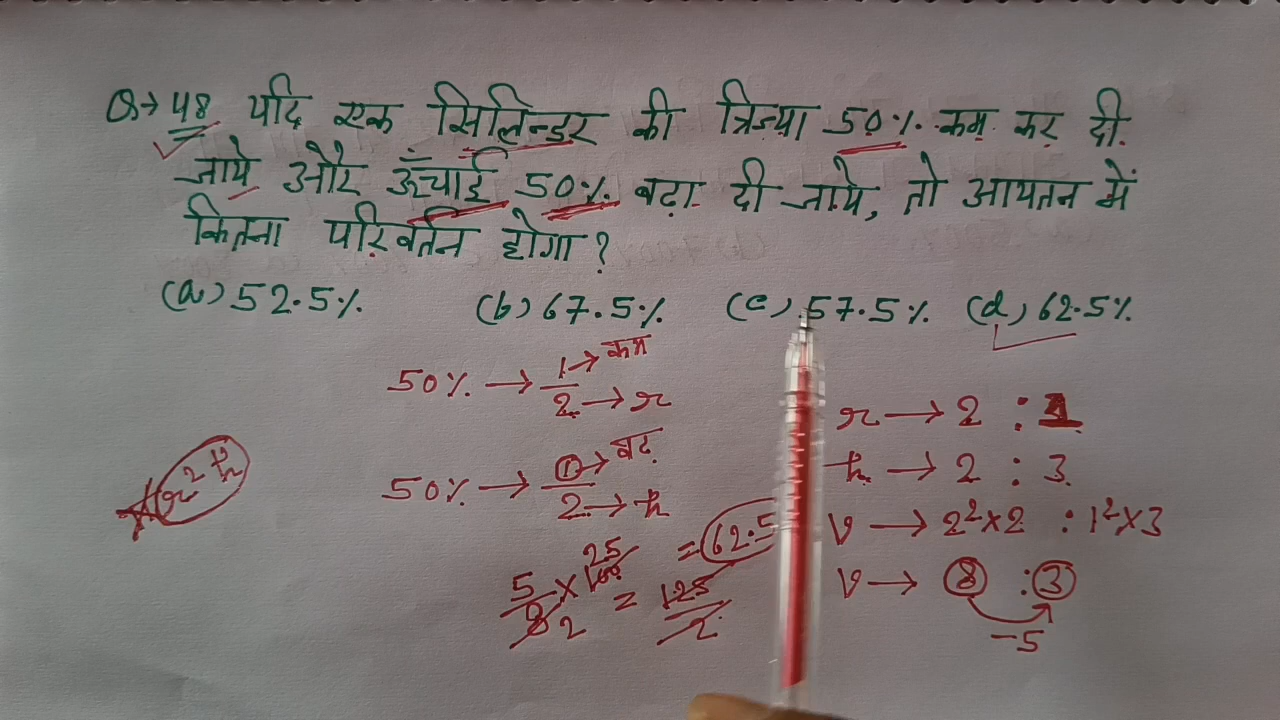 Q→48 यदि एक सिलिन्डर की त्रिज्या 50%. कम कर दी
जाये और ऊँचाई 50%. बढ़ा दी जाये, तो आयतन में
कितना परिवर्तन होगा?
(a) 52.5% (b) 67.5% (c) 57.5% (d) 62.5%
50% → 1/2 → कम → r
50% → 1/2 → बढ़ → h
πr²h
r → 2 : 1
h → 2 : 3
V → 2²×2 : 1²×3
V → 8 : 3
-5
5/8 × 100 25 = 125/2 = 62.5
2